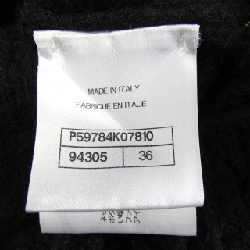 MADE IN ITALY
FABRIQUE EN ITALIE
P59784K07810
94305 36